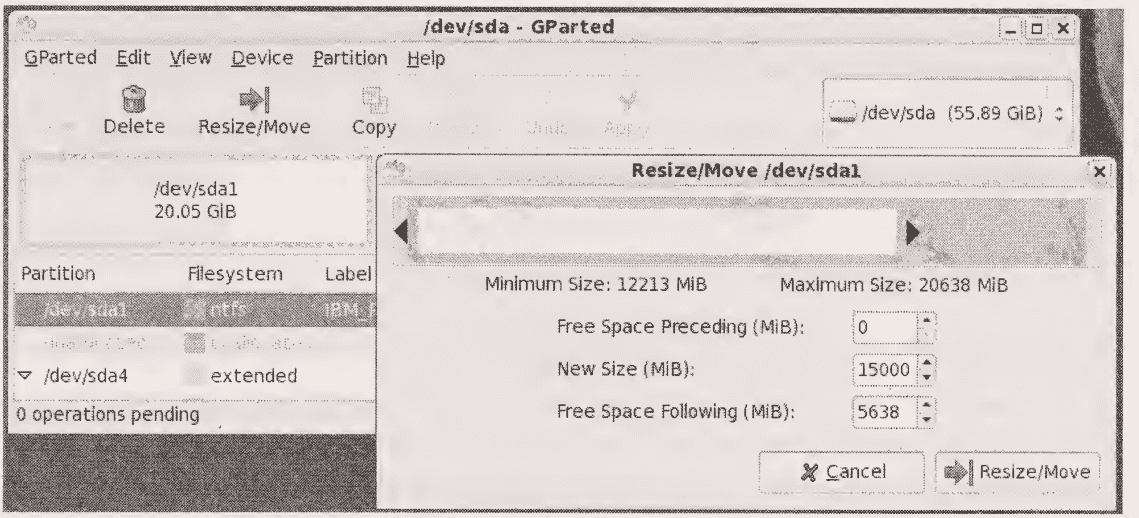 /dev/sda - GParted
GParted Edit View Device Partition Help
Delete Resize/Move Copy Undo Apply
/dev/sda (55.89 GiB)
/dev/sda1
20.05 GiB
Partition Filesystem Label
/dev/sda1 ntfs
/dev/sda4 extended
0 operations pending
Resize/Move /dev/sda1
Minimum Size: 12213 MiB Maximum Size: 20638 MiB
Free Space Preceding (MiB): 0
New Size (MiB): 15000
Free Space Following (MiB): 5638
Cancel Resize/Move